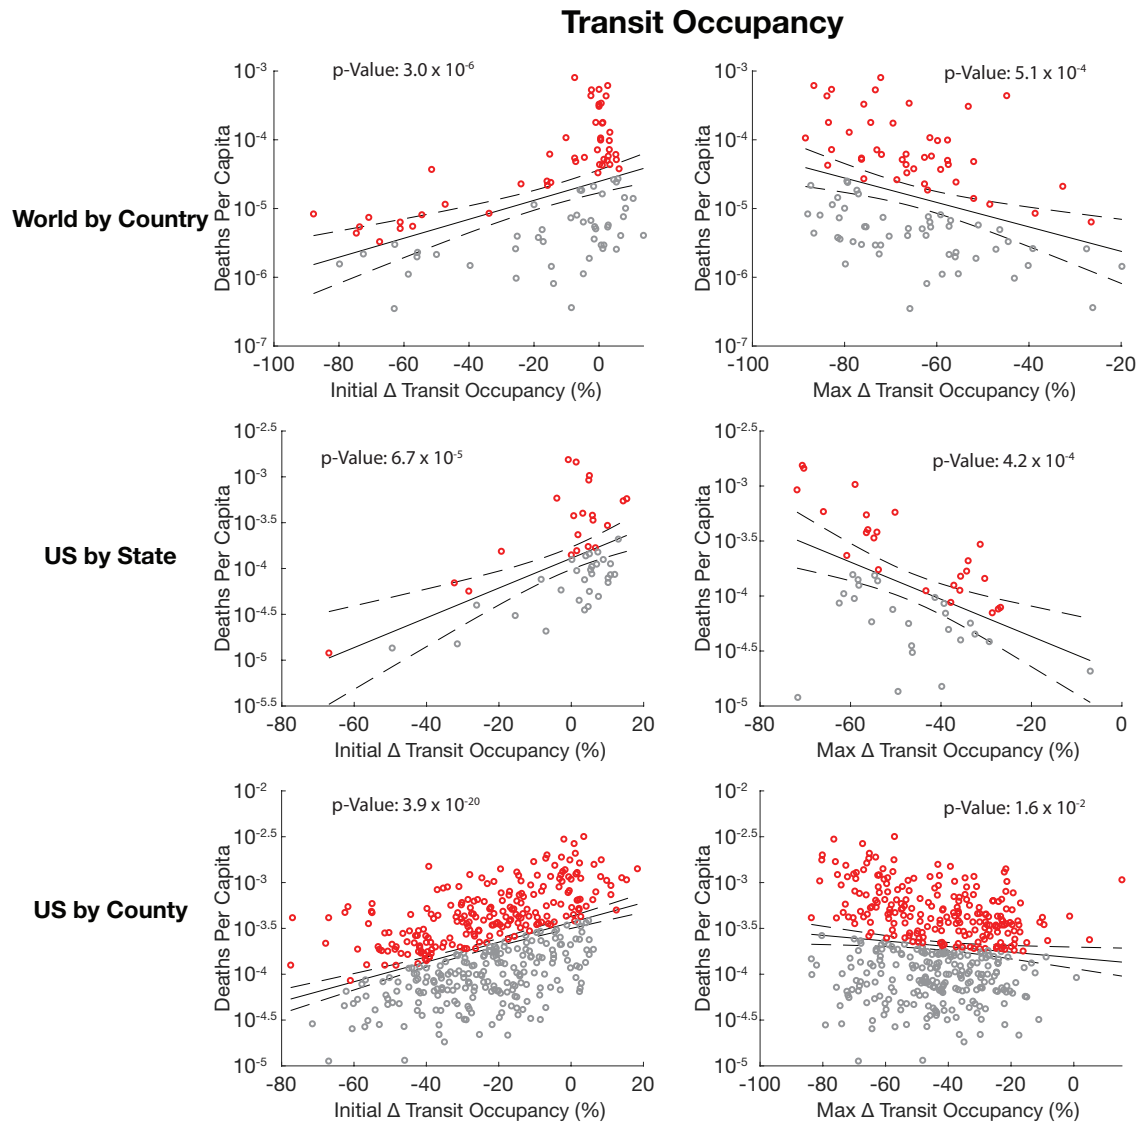 Transit Occupancy
World by Country
p-Value: 3.0 x 10-6
Deaths Per Capita
10-3
10-4
10-5
10-6
10-7
-100 -80 -60 -40 -20 0
Initial Δ Transit Occupancy (%)
p-Value: 5.1 x 10-4
Deaths Per Capita
10-3
10-4
10-5
10-6
10-7
-100 -80 -60 -40 -20
Max Δ Transit Occupancy (%)
US by State
p-Value: 6.7 x 10-5
Deaths Per Capita
10-2.5
10-3
10-3.5
10-4
10-4.5
10-5
10-5.5
-80 -60 -40 -20 0 20
Initial Δ Transit Occupancy (%)
p-Value: 4.2 x 10-4
Deaths Per Capita
10-2.5
10-3
10-3.5
10-4
10-4.5
10-5
-80 -60 -40 -20 0
Max Δ Transit Occupancy (%)
US by County
p-Value: 3.9 x 10-20
Deaths Per Capita
10-2
10-2.5
10-3
10-3.5
10-4
10-4.5
10-5
-80 -60 -40 -20 0 20
Initial Δ Transit Occupancy (%)
p-Value: 1.6 x 10-2
Deaths Per Capita
10-2
10-2.5
10-3
10-3.5
10-4
10-4.5
10-5
-100 -80 -60 -40 -20 0
Max Δ Transit Occupancy (%)